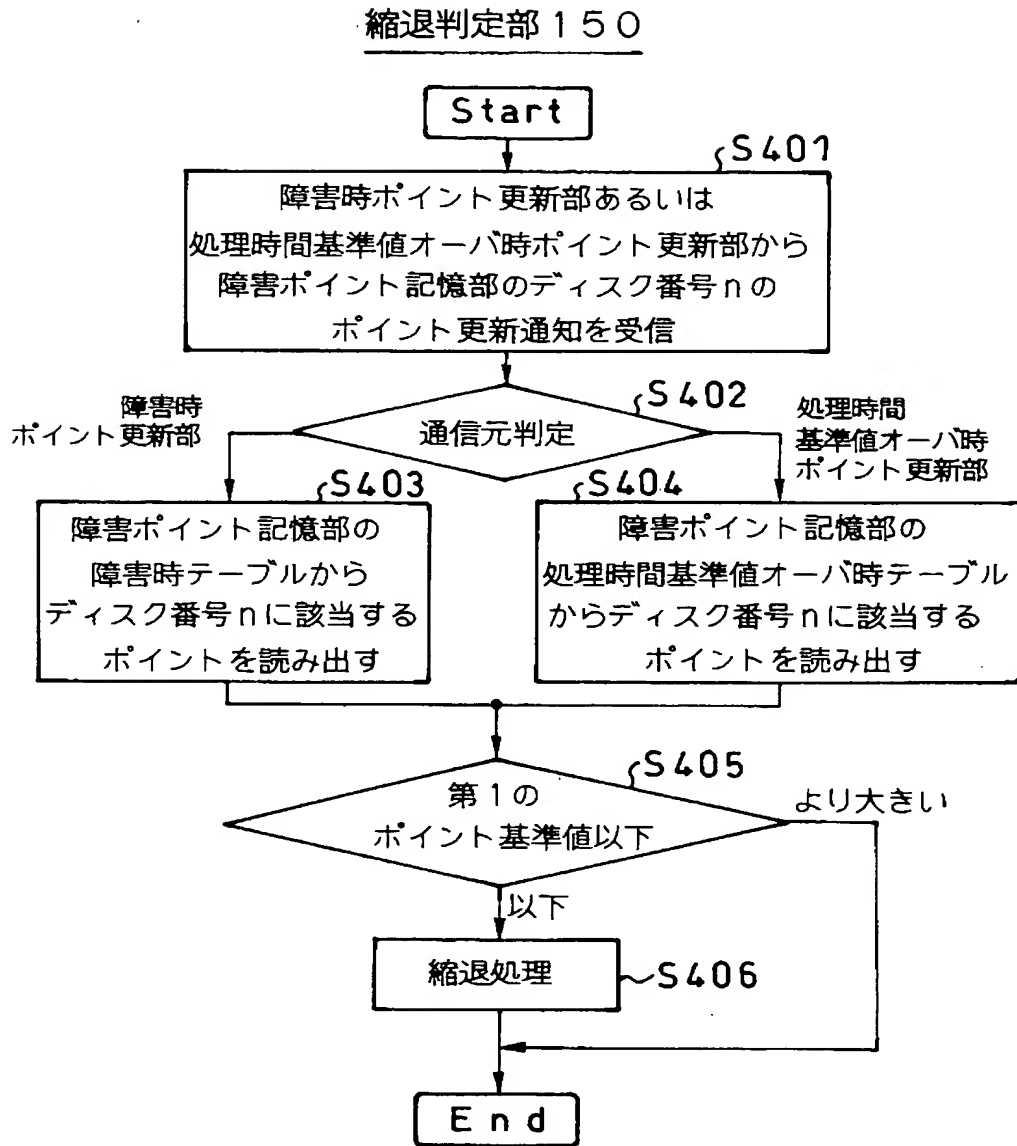 縮退判定部150
Start
S401
障害時ポイント更新部あるいは
処理時間基準値オーバ時ポイント更新部から
障害ポイント記憶部のディスク番号nの
ポイント更新通知を受信
S402
通信元判定
障害時
ポイント更新部
処理時間
基準値オーバ時
ポイント更新部
S403
障害ポイント記憶部の
障害時テーブルから
ディスク番号nに該当する
ポイントを読み出す
S404
障害ポイント記憶部の
処理時間基準値オーバ時テーブル
からディスク番号nに該当する
ポイントを読み出す
S405
第1の
ポイント基準値以下
より大きい
以下
縮退処理
S406
End